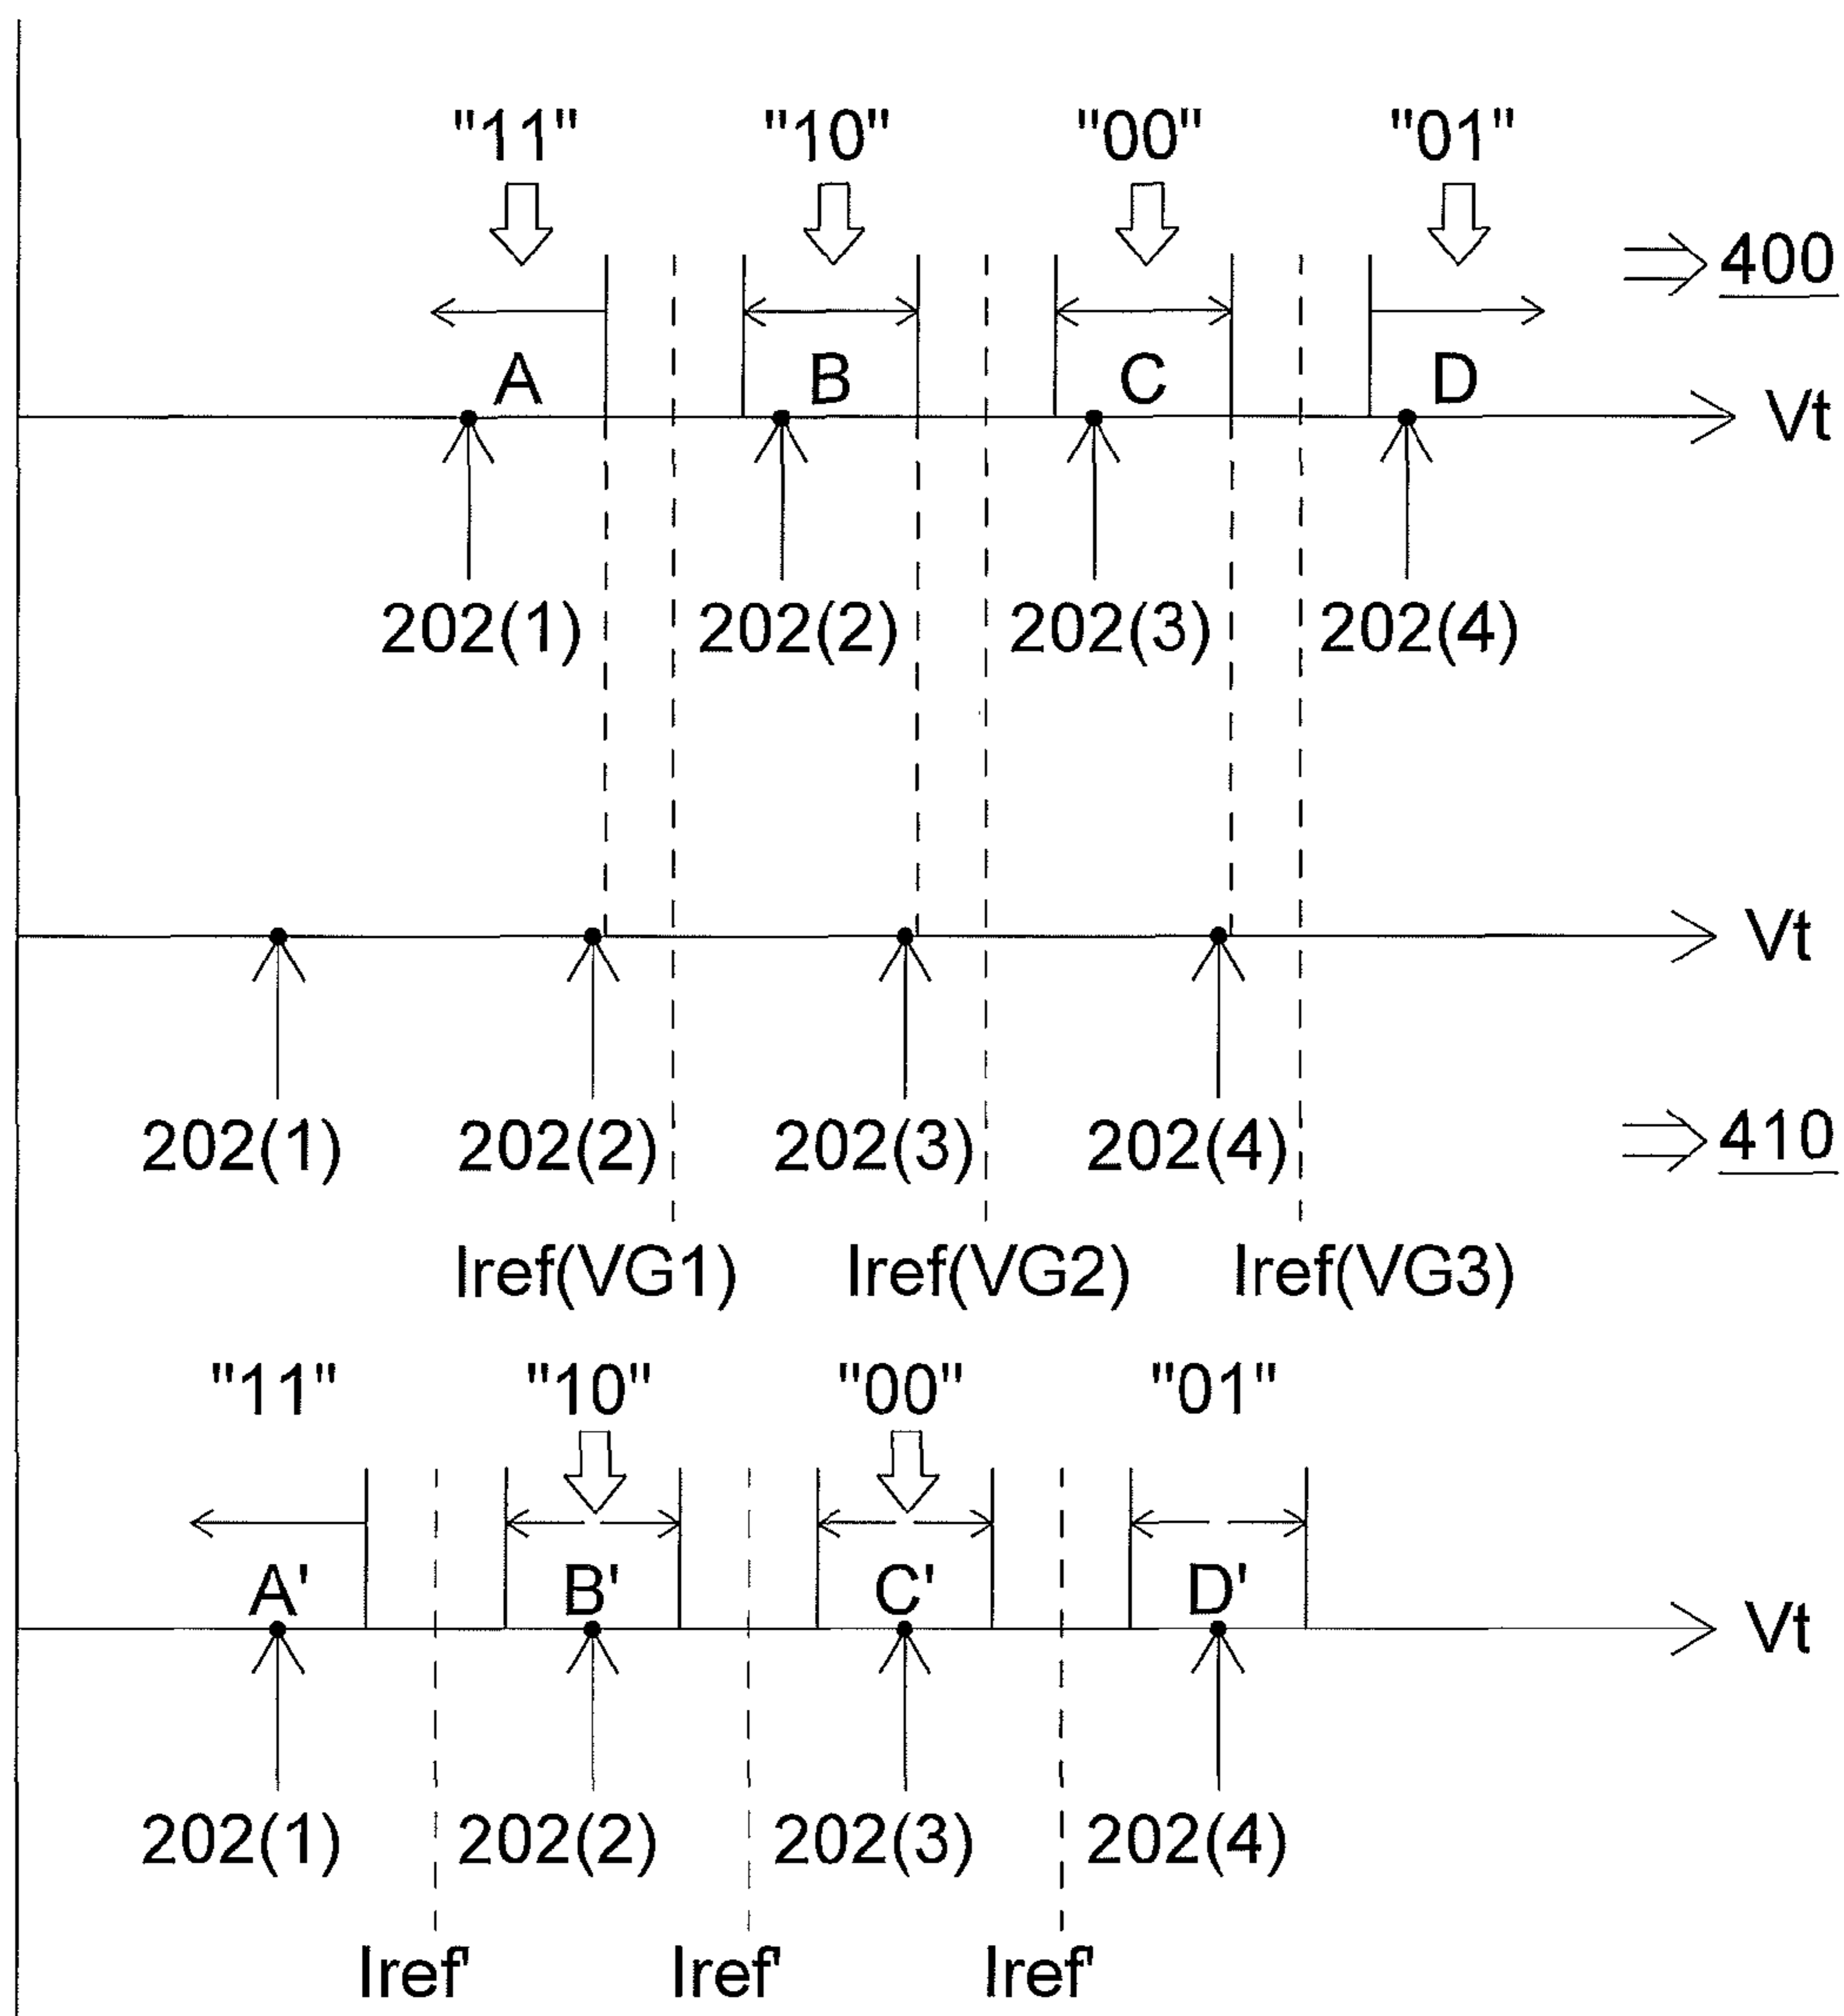 "11" "10" "00" "01"
400
A B C D
Vt
202(1) 202(2) 202(3) 202(4)
Vt
202(1) 202(2) 202(3) 202(4)
410
Iref(VG1) Iref(VG2) Iref(VG3)
"11" "10" "00" "01"
A' B' C' D'
Vt
202(1) 202(2) 202(3) 202(4)
Iref' Iref' Iref'